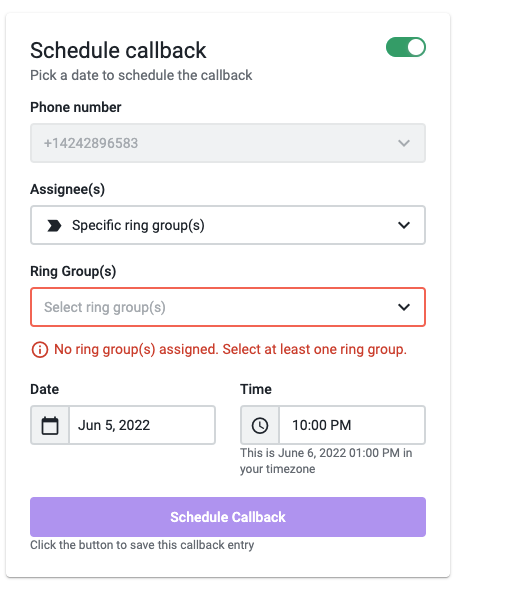 Schedule callback
Pick a date to schedule the callback
Phone number
+14242896583
Assignee(s)
Specific ring group(s)
Ring Group(s)
Select ring group(s)
No ring group(s) assigned. Select at least one ring group.
Date
Time
Jun 5, 2022
10:00 PM
This is June 6, 2022 01:00 PM in
your timezone
Schedule Callback
Click the button to save this callback entry